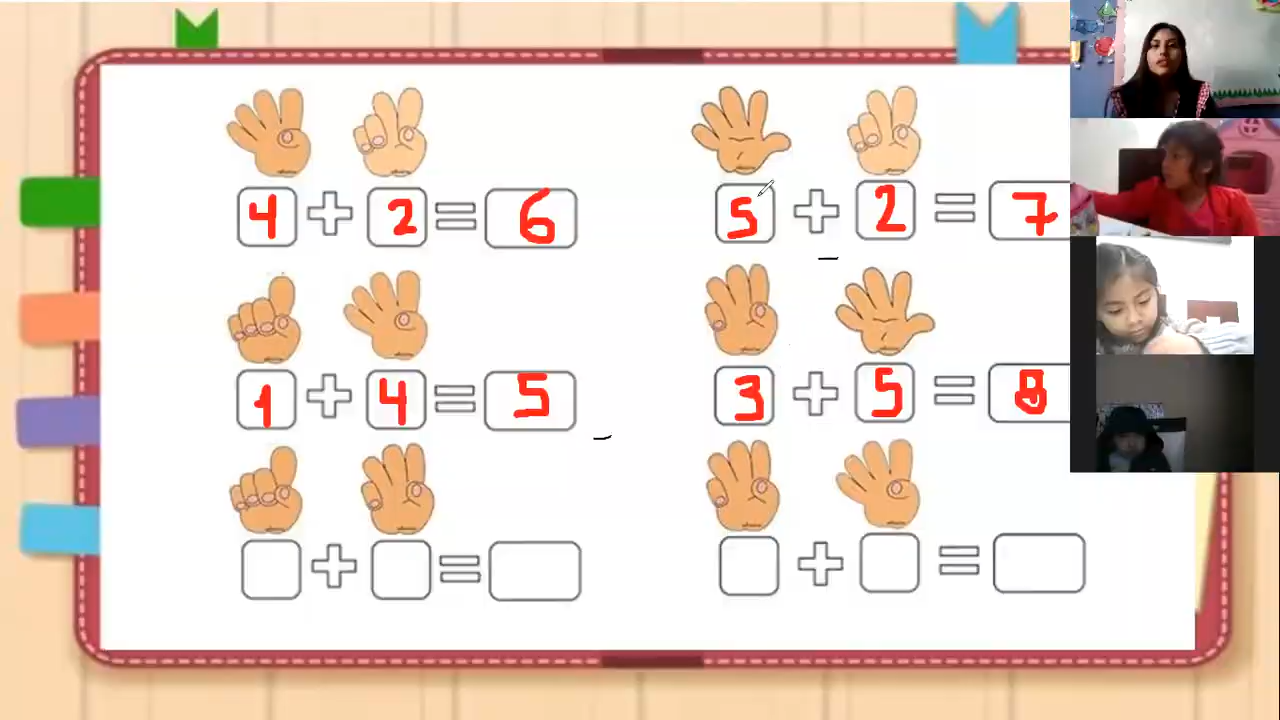 4 + 2 = 6
5 + 2 = 7
1 + 4 = 5
3 + 5 = 8
+ =
+ =